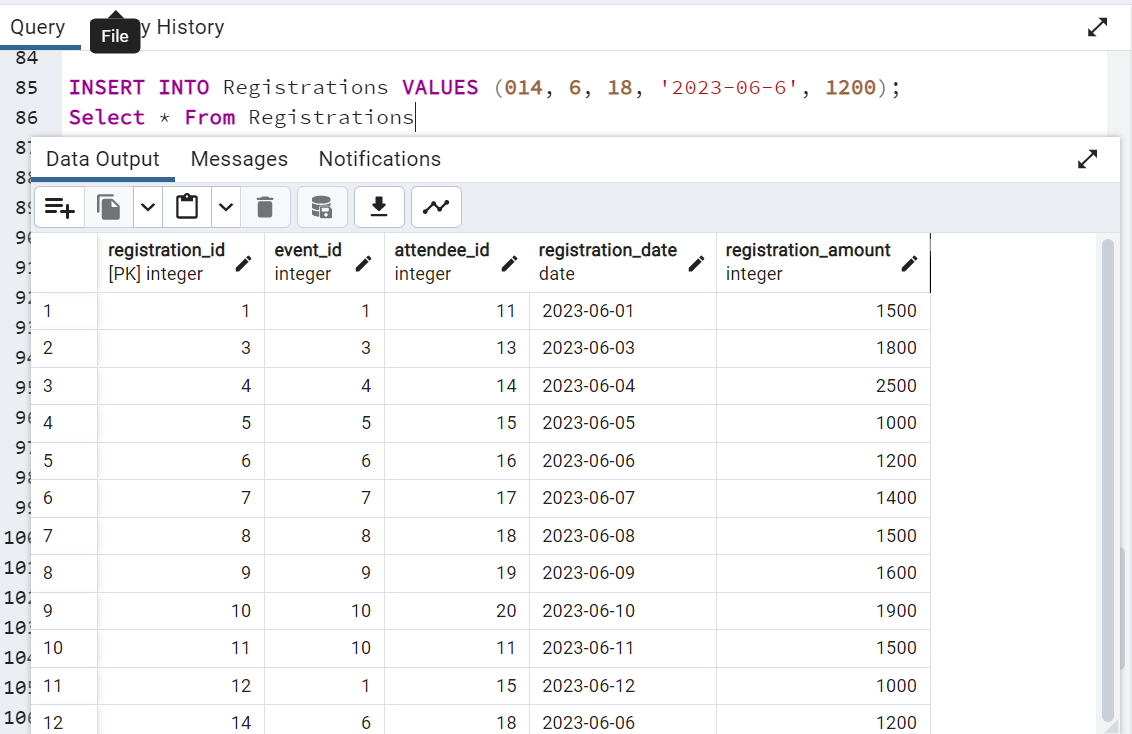 Query
File
y History
84
85 INSERT INTO Registrations VALUES (014, 6, 18, '2023-06-6', 1200);
86 Select * From Registrations
Data Output Messages Notifications
registration_id event_id attendee_id registration_date registration_amount
[PK] integer integer integer date integer
1 1 1 11 2023-06-01 1500
2 3 3 13 2023-06-03 1800
3 4 4 14 2023-06-04 2500
4 5 5 15 2023-06-05 1000
5 6 6 16 2023-06-06 1200
6 7 7 17 2023-06-07 1400
7 8 8 18 2023-06-08 1500
8 9 9 19 2023-06-09 1600
9 10 10 20 2023-06-10 1900
10 11 10 11 2023-06-11 1500
11 12 1 15 2023-06-12 1000
12 14 6 18 2023-06-06 1200